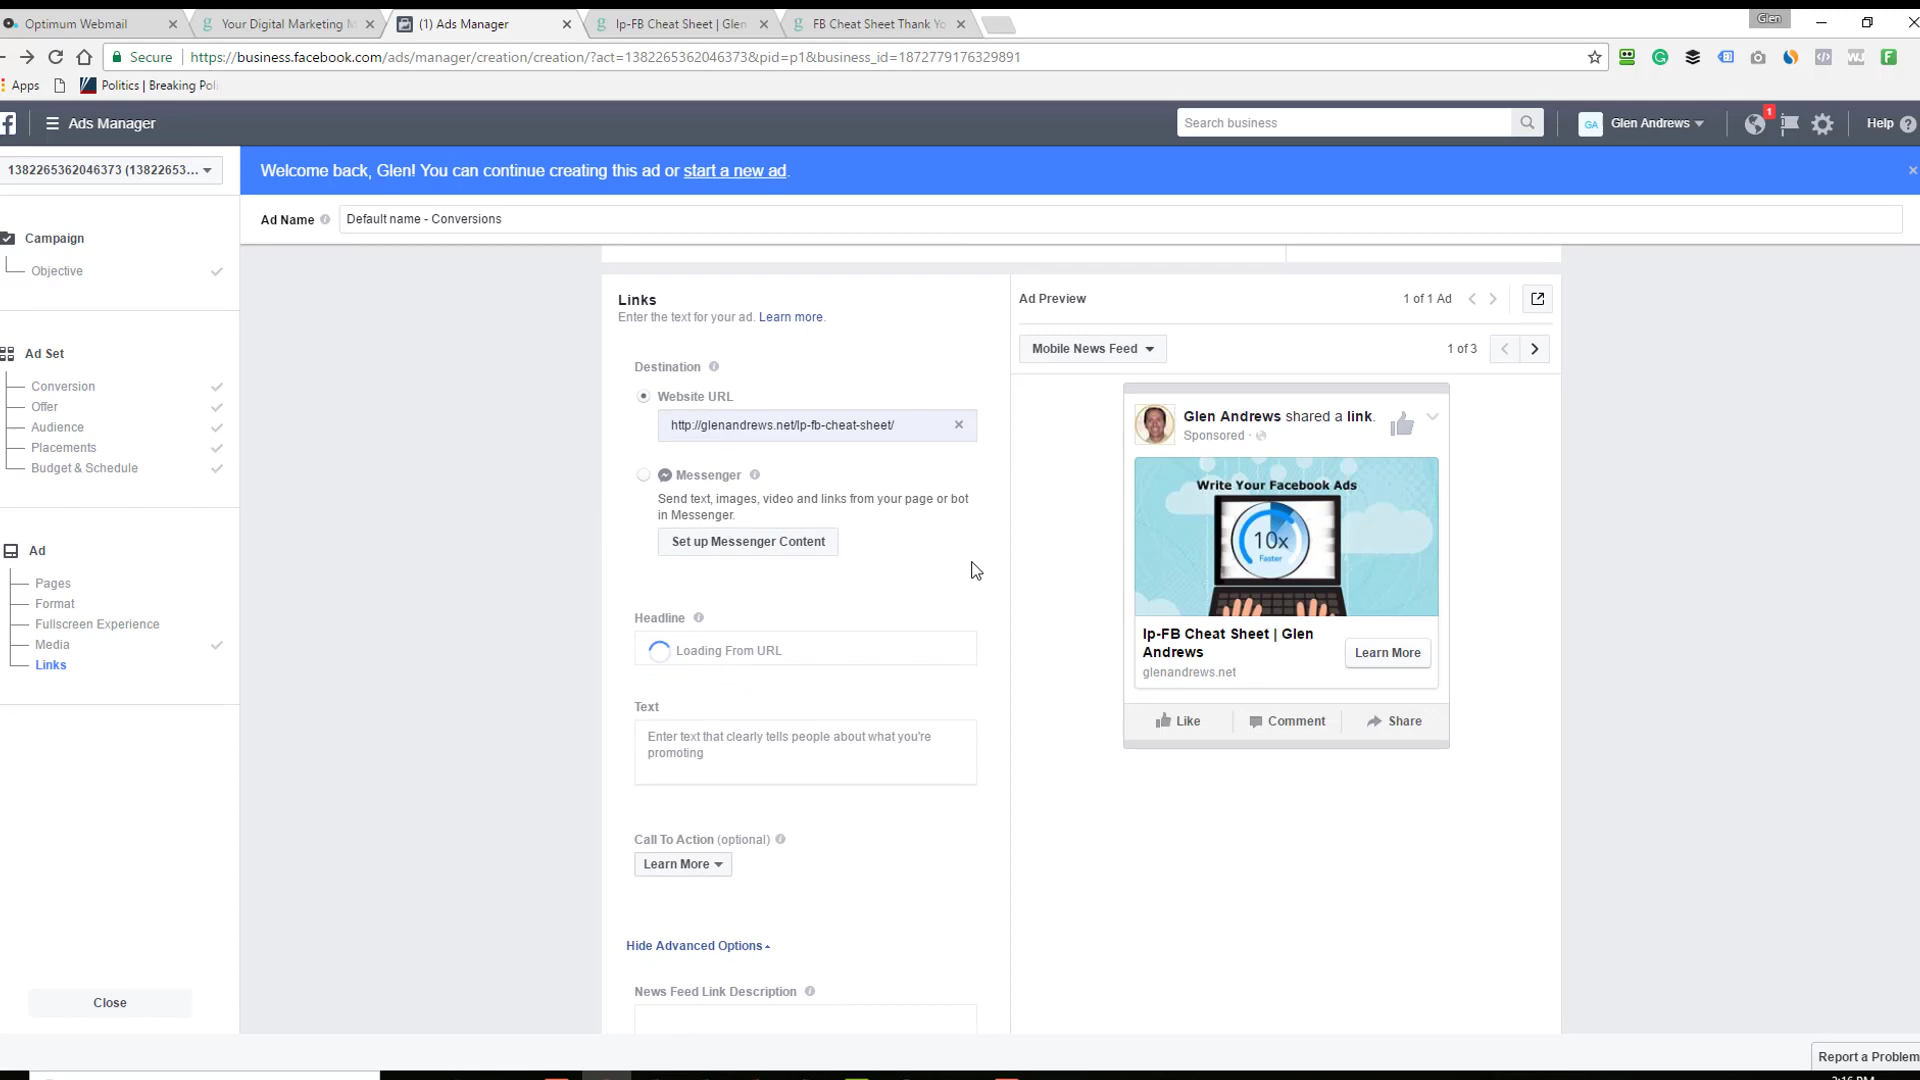 Optimum Webmail
Your Digital Marketing M
(1) Ads Manager
lp-FB Cheat Sheet | Glen
FB Cheat Sheet Thank Yo
Glen
Secure
https://business.facebook.com/ads/manager/creation/creation/?act=1382265362046373&pid=p1&business_id=1872779176329891
Apps
Politics | Breaking Poli
Ads Manager
Search business
GA
Glen Andrews
1
Help
1382265362046373 (13822653...
Welcome back, Glen! You can continue creating this ad or start a new ad.
Ad Name
Default name - Conversions
Campaign
Objective
Ad Set
Conversion
Offer
Audience
Placements
Budget & Schedule
Ad
Pages
Format
Fullscreen Experience
Media
Links
Close
Links
Enter the text for your ad. Learn more.
Destination
Website URL
http://glenandrews.net/lp-fb-cheat-sheet/
Messenger
Send text, images, video and links from your page or bot
in Messenger.
Set up Messenger Content
Headline
Loading From URL
Text
Enter text that clearly tells people about what you're
promoting
Call To Action (optional)
Learn More
Hide Advanced Options
News Feed Link Description
Ad Preview
1 of 1 Ad
Mobile News Feed
1 of 3
Glen Andrews shared a link.
Sponsored ·
Write Your Facebook Ads
10x
Faster
lp-FB Cheat Sheet | Glen
Andrews
glenandrews.net
Learn More
Like
Comment
Share
Report a Problem